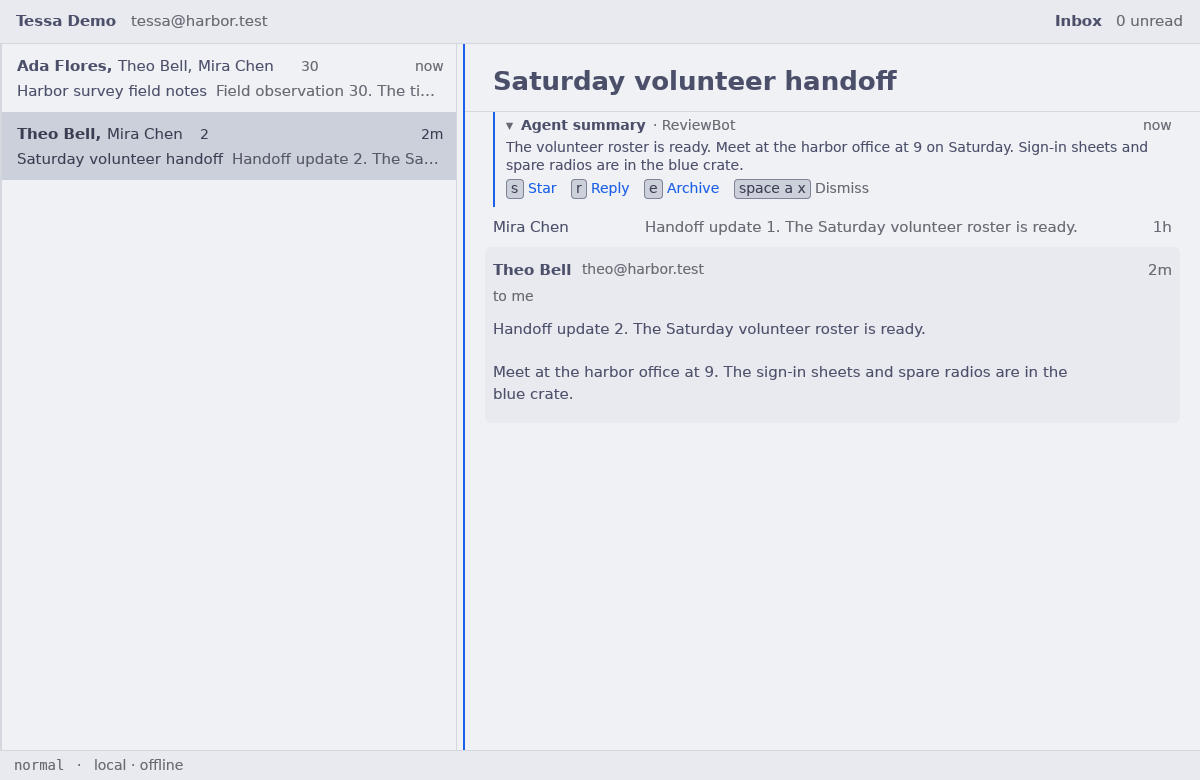 Tessa Demo tessa@harbor.test Inbox 0 unread
Ada Flores, Theo Bell, Mira Chen 30 now
Harbor survey field notes Field observation 30. The ti…
Theo Bell, Mira Chen 2 2m
Saturday volunteer handoff Handoff update 2. The Sa…
Saturday volunteer handoff
▾ Agent summary · ReviewBot now
The volunteer roster is ready. Meet at the harbor office at 9 on Saturday. Sign-in sheets and
spare radios are in the blue crate.
s Star r Reply e Archive space a x Dismiss
Mira Chen Handoff update 1. The Saturday volunteer roster is ready. 1h
Theo Bell theo@harbor.test 2m
to me
Handoff update 2. The Saturday volunteer roster is ready.
Meet at the harbor office at 9. The sign-in sheets and spare radios are in the
blue crate.
normal · local · offline